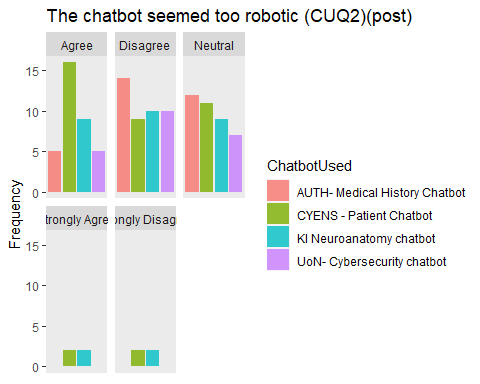 The chatbot seemed too robotic (CUQ2)(post)
Agree Disagree Neutral
15
10
5
0
Frequency
trongly Agre ongly Disag
15
10
5
0
ChatbotUsed
AUTH- Medical History Chatbot
CYENS - Patient Chatbot
KI Neuroanatomy chatbot
UoN- Cybersecurity chatbot